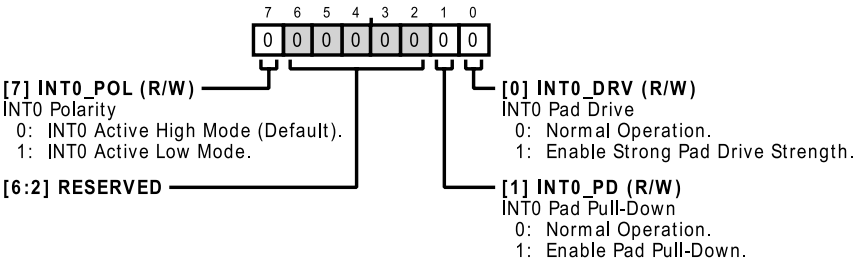 7 6 5 4 3 2 1 0
0 0 0 0 0 0 0 0
[7] INT0_POL (R/W)
INT0 Polarity
0: INT0 Active High Mode (Default).
1: INT0 Active Low Mode.
[6:2] RESERVED
[0] INT0_DRV (R/W)
INT0 Pad Drive
0: Normal Operation.
1: Enable Strong Pad Drive Strength.
[1] INT0_PD (R/W)
INT0 Pad Pull-Down
0: Normal Operation.
1: Enable Pad Pull-Down.